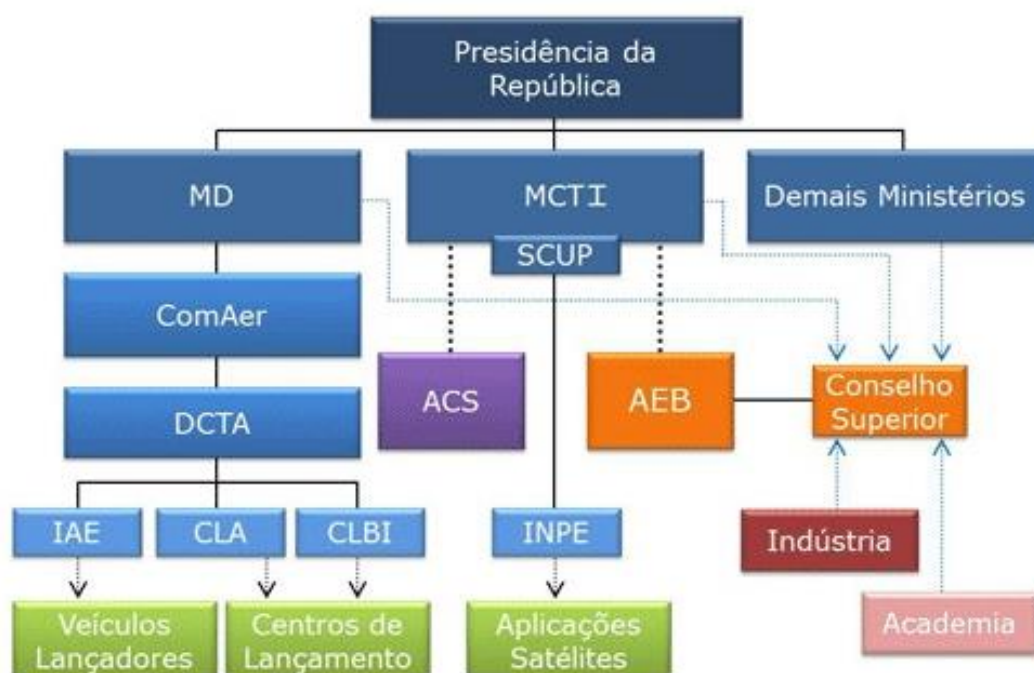 Presidência da
República
MD
MCTI
Demais Ministérios
SCUP
ComAer
ACS
AEB
Conselho
Superior
DCTA
IAE
CLA
CLBI
INPE
Indústria
Veículos
Lançadores
Centros de
Lançamento
Aplicações
Satélites
Academia